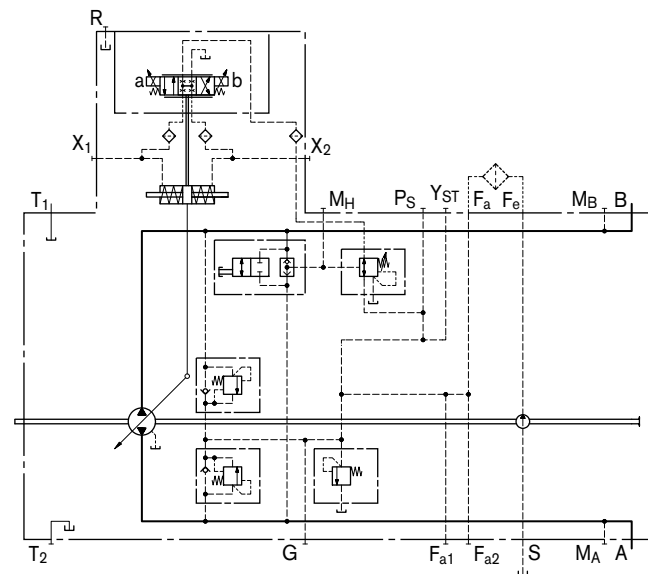 R
a b
X1 X2
T1 MH PS YST Fa Fe MB B
T2 G Fa1 Fa2 S MA A